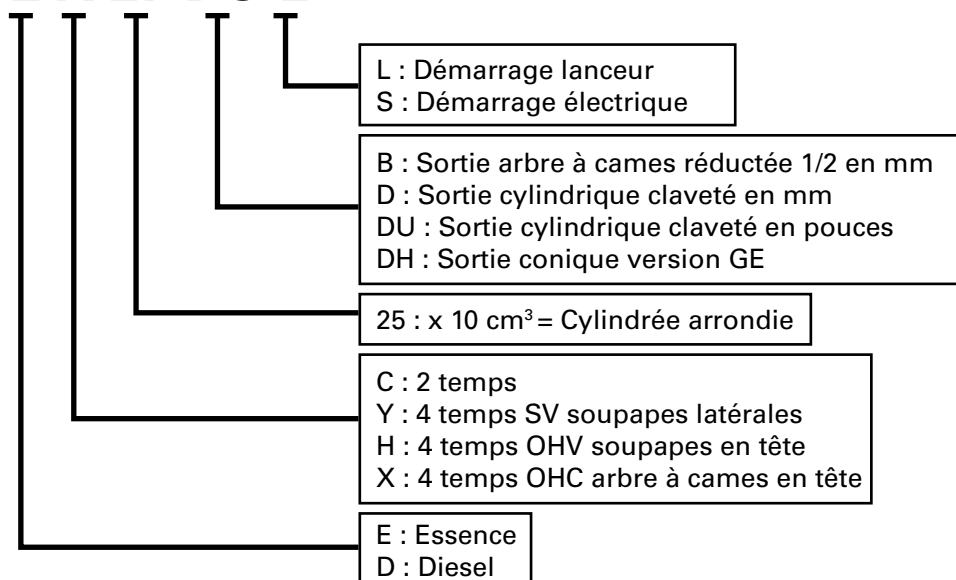 L : Démarrage lanceur
S : Démarrage électrique
B : Sortie arbre à cames réductée 1/2 en mm
D : Sortie cylindrique claveté en mm
DU : Sortie cylindrique claveté en pouces
DH : Sortie conique version GE
25 : x 10 cm³ = Cylindrée arrondie
C : 2 temps
Y : 4 temps SV soupapes latérales
H : 4 temps OHV soupapes en tête
X : 4 temps OHC arbre à cames en tête
E : Essence
D : Diesel